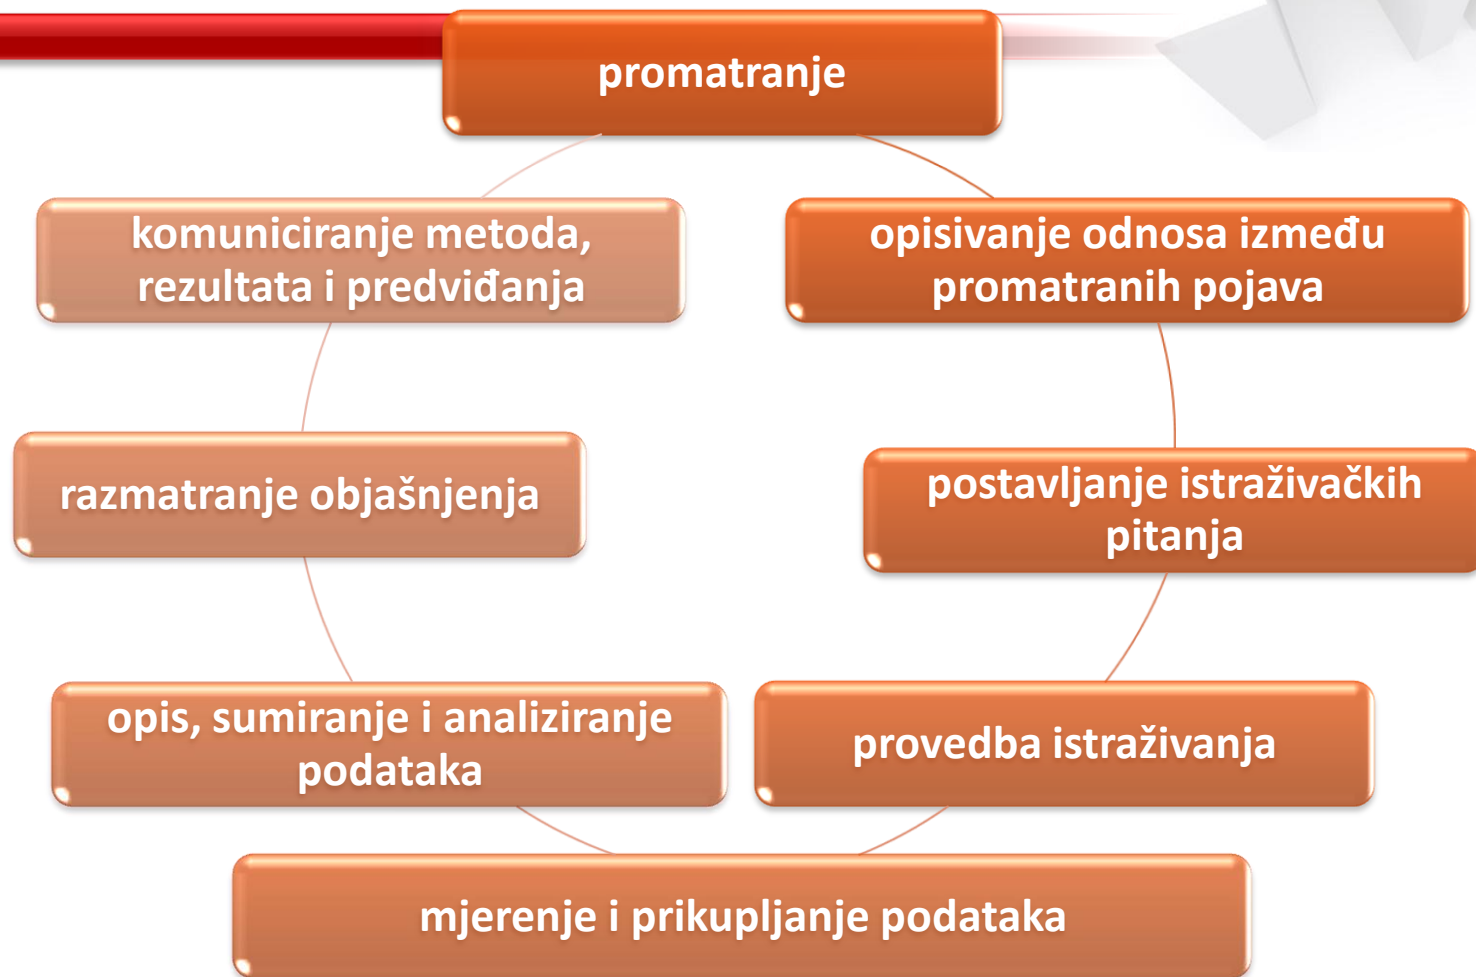 promatranje
opisivanje odnosa između
promatranih pojava
postavljanje istraživačkih
pitanja
provedba istraživanja
mjerenje i prikupljanje podataka
opis, sumiranje i analiziranje
podataka
razmatranje objašnjenja
komuniciranje metoda,
rezultata i predviđanja